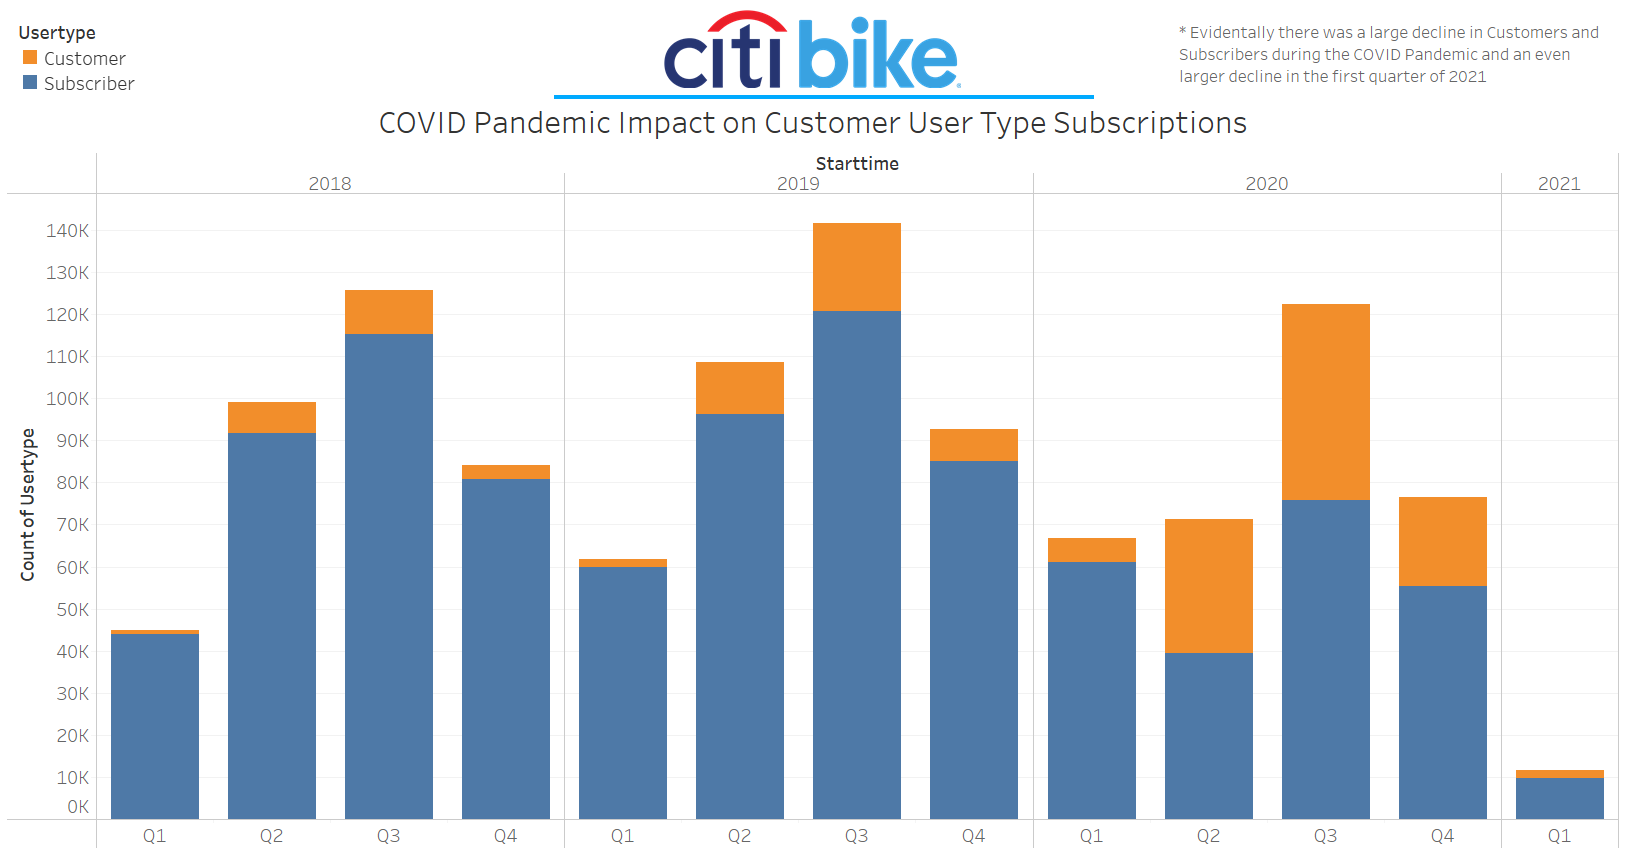 Usertype
Customer
Subscriber
citi bike
* Evidentally there was a large decline in Customers and
Subscribers during the COVID Pandemic and an even
larger decline in the first quarter of 2021
COVID Pandemic Impact on Customer User Type Subscriptions
Starttime
2018 2019 2020 2021
140K
130K
120K
110K
100K
90K
80K
70K
60K
50K
40K
30K
20K
10K
0K
Count of Usertype
Q1 Q2 Q3 Q4 Q1 Q2 Q3 Q4 Q1 Q2 Q3 Q4 Q1